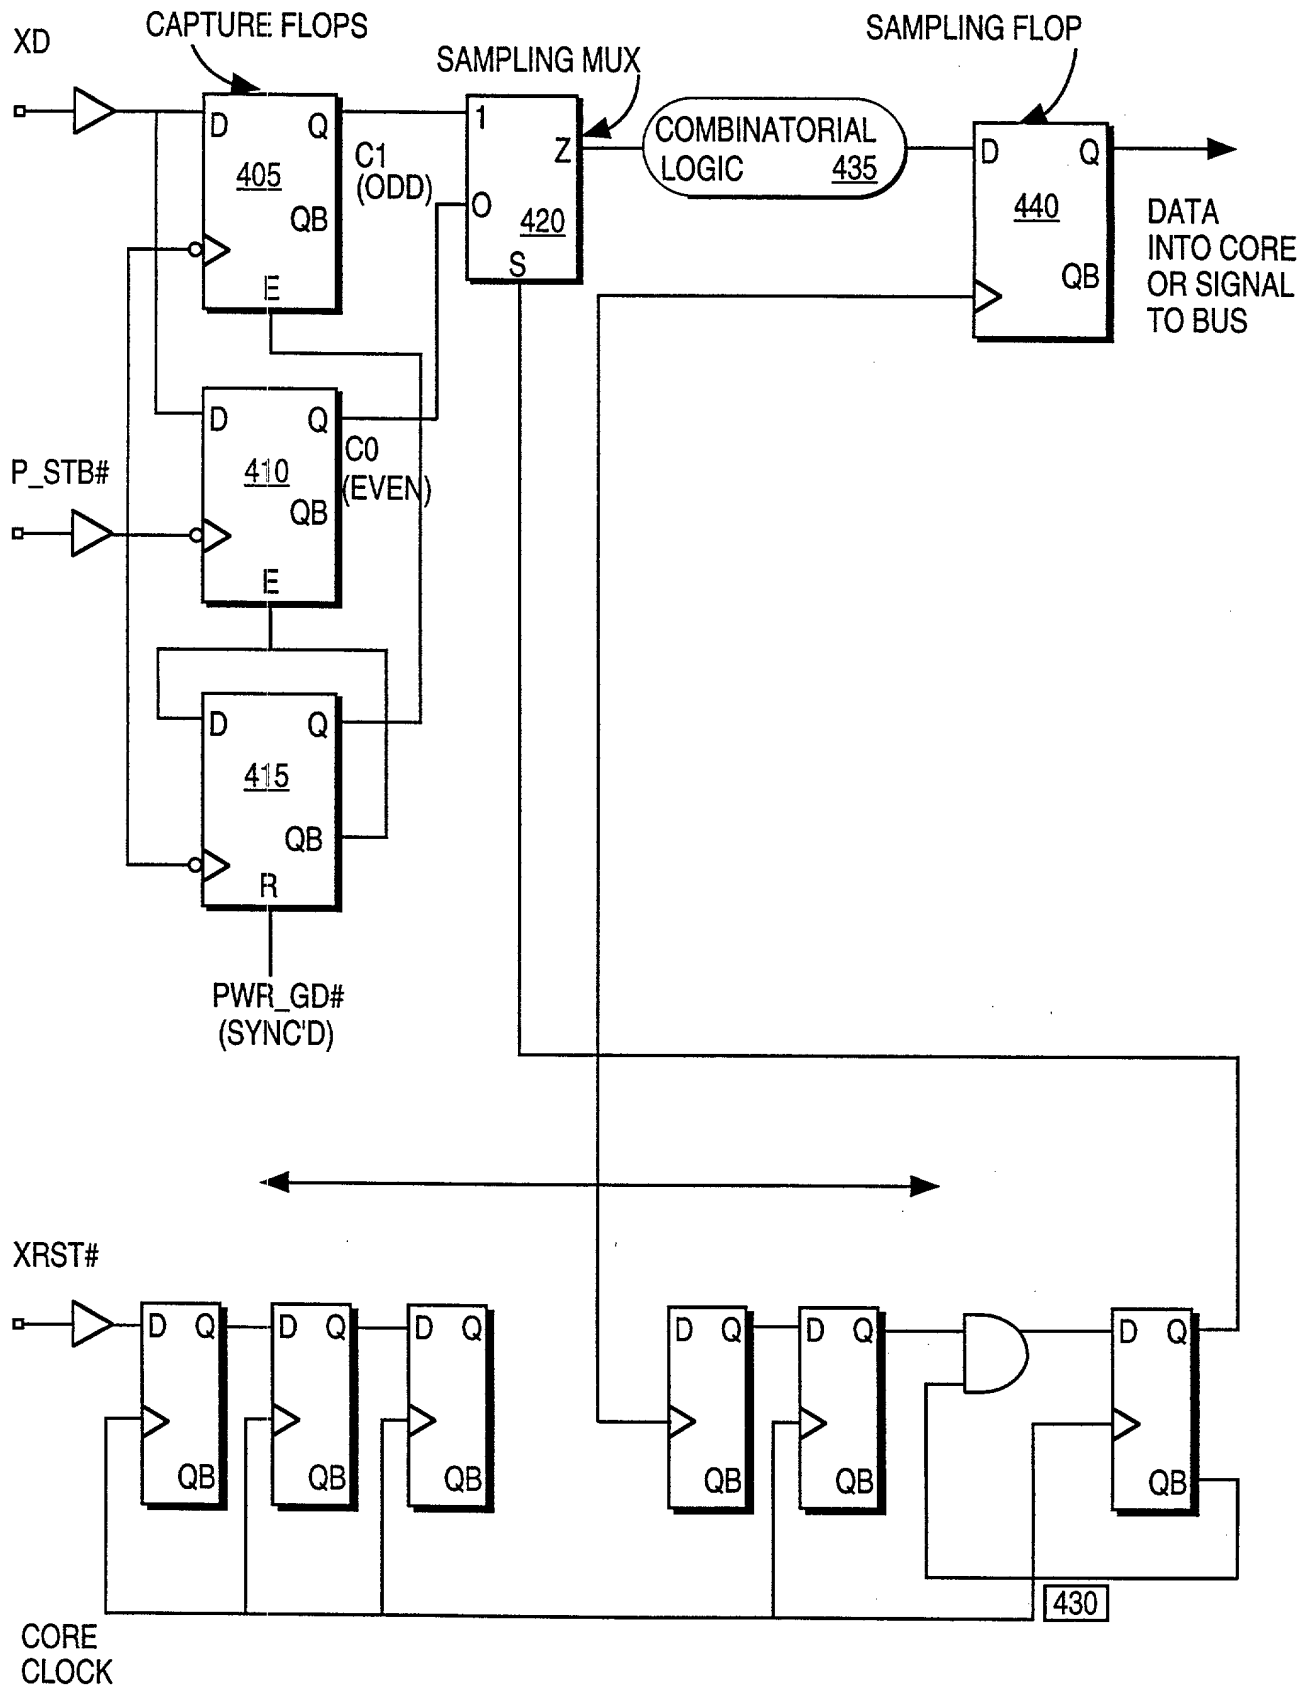 XD
CAPTURE FLOPS
SAMPLING MUX
SAMPLING FLOP
D Q
405
QB
E
C1
(ODD)
1
Z
O
420
S
COMBINATORIAL
LOGIC 435
D Q
440
QB
DATA
INTO CORE
OR SIGNAL
TO BUS
P_STB#
D Q
410
QB
E
C0
(EVEN)
D Q
415
QB
R
PWR_GD#
(SYNC'D)
XRST#
D Q
QB
D Q
QB
D Q
QB
D Q
QB
D Q
QB
D Q
QB
430
CORE
CLOCK